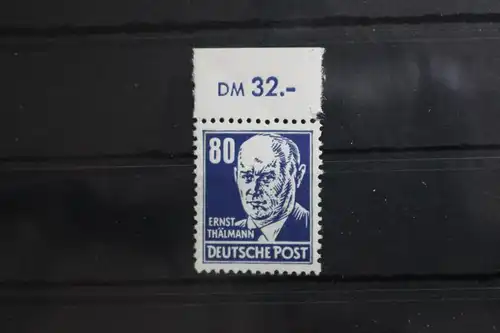 DM 32.-
80
ERNST
THÄLMANN
DEUTSCHE POST